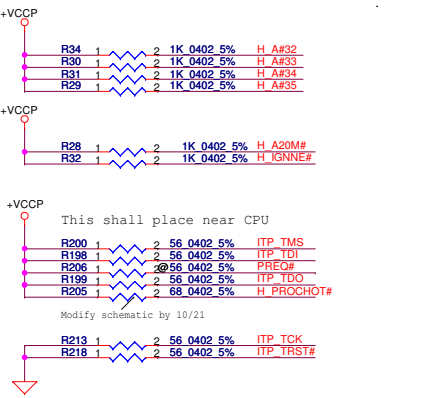 +VCCP
R34 1 2 1K_0402_5% H_A#32
R30 1 2 1K_0402_5% H_A#33
R31 1 2 1K_0402_5% H_A#34
R29 1 2 1K_0402_5% H_A#35
+VCCP
R28 1 2 1K_0402_5% H_A20M#
R32 1 2 1K_0402_5% H_IGNNE#
+VCCP
This shall place near CPU
R200 1 2 56_0402_5% ITP_TMS
R198 1 2 56_0402_5% ITP_TDI
R206 1 2@56_0402_5% PREQ#
R199 1 2 56_0402_5% ITP_TDO
R205 1 2 68_0402_5% H_PROCHOT#
Modify schematic by 10/21
R213 1 2 56_0402_5% ITP_TCK
R218 1 2 56_0402_5% ITP_TRST#